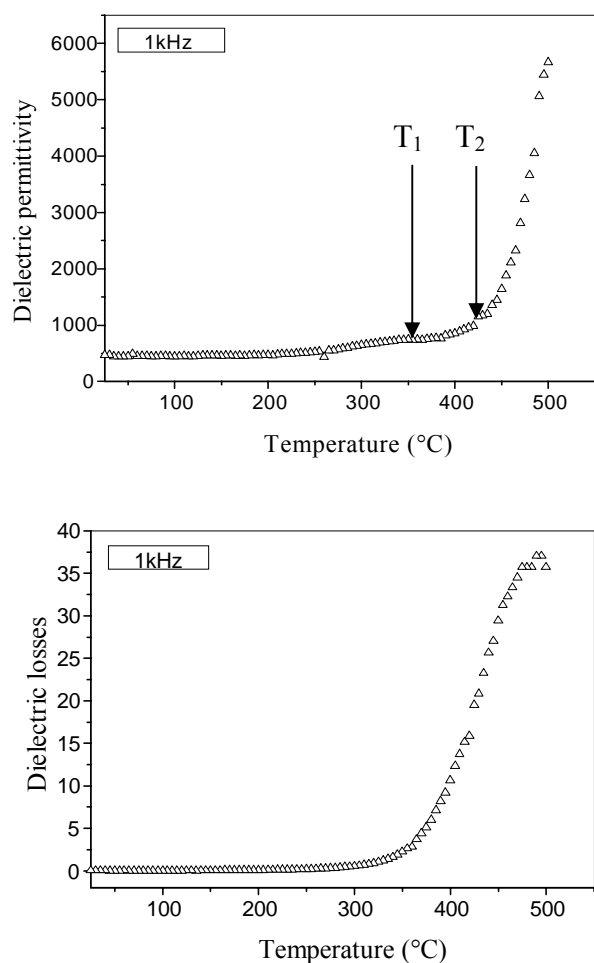 1kHz
6000
5000
4000
3000
2000
1000
0
Dielectric permittivity
T₁ T₂
100 200 300 400 500
Temperature (°C)
1kHz
40
35
30
25
20
15
10
5
0
Dielectric losses
100 200 300 400 500
Temperature (°C)